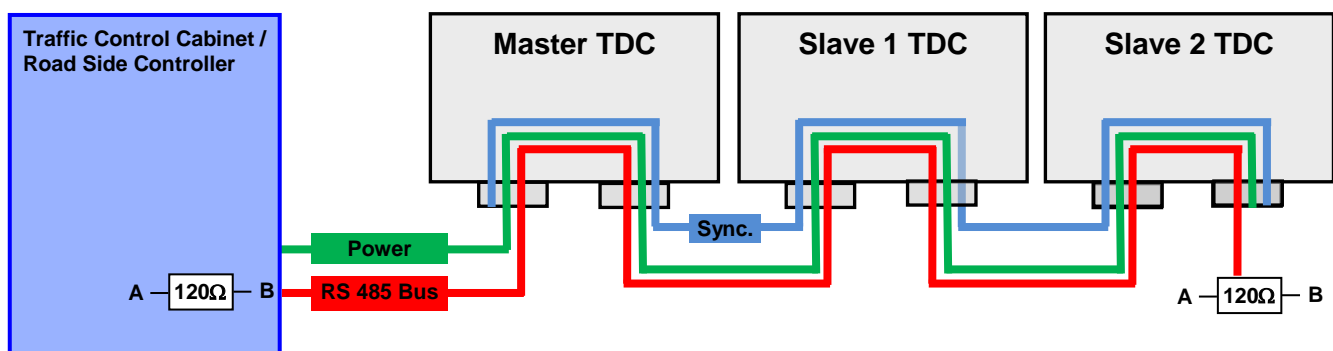 Traffic Control Cabinet /
Road Side Controller
Master TDC
Slave 1 TDC
Slave 2 TDC
Sync.
Power
RS 485 Bus
A 120Ω B
A 120Ω B